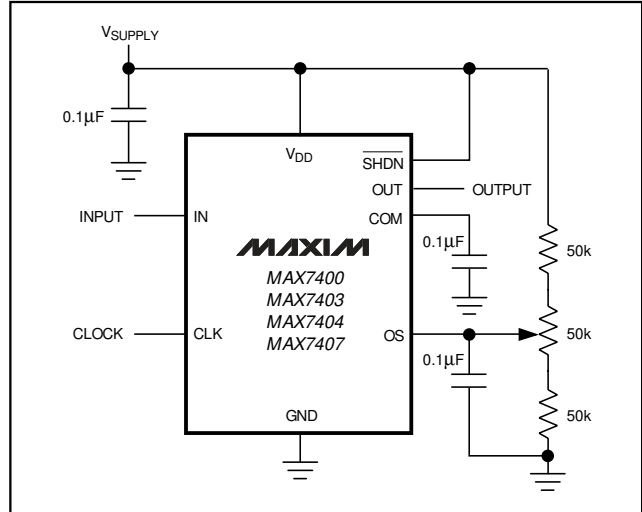 VSUPPLY
0.1μF
VDD
SHDN
OUT
OUTPUT
INPUT
IN
COM
0.1μF
50k
MAXIM
MAX7400
MAX7403
MAX7404
MAX7407
CLOCK
CLK
OS
50k
0.1μF
GND
50k